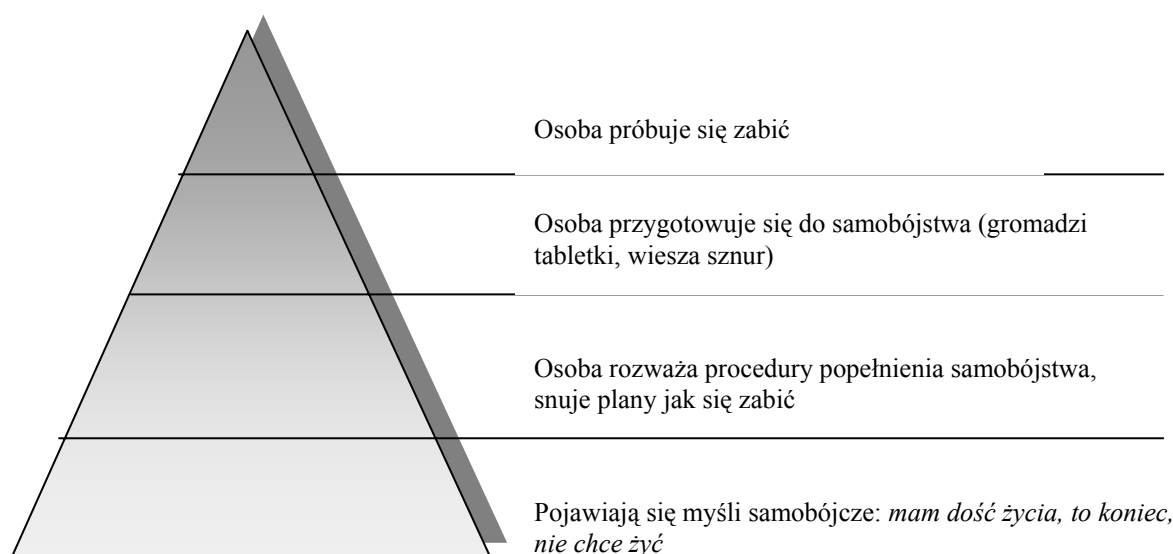 Osoba próbuje się zabić
Osoba przygotowuje się do samobójstwa (gromadzi
tabletki, wiesza sznur)
Osoba rozważa procedury popełnienia samobójstwa,
snuje plany jak się zabić
Pojawiają się myśli samobójcze: mam dość życia, to koniec,
nie chce żyć